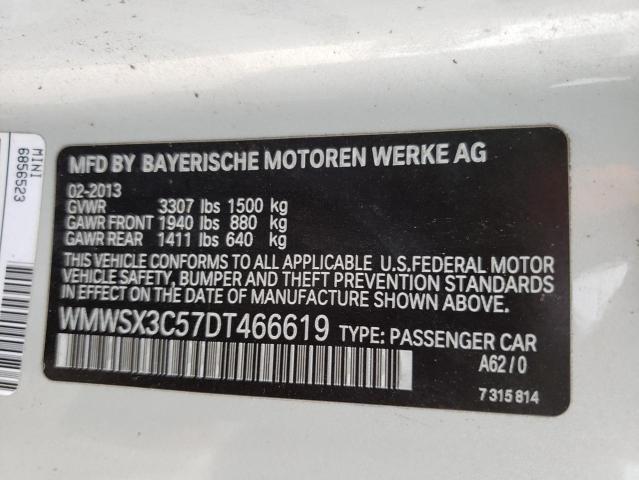 MINI
6856523
MFD BY BAYERISCHE MOTOREN WERKE AG
02-2013
GVWR 3307 lbs 1500 kg
GAWR FRONT 1940 lbs 880 kg
GAWR REAR 1411 lbs 640 kg
THIS VEHICLE CONFORMS TO ALL APPLICABLE U.S.FEDERAL MOTOR
VEHICLE SAFETY, BUMPER AND THEFT PREVENTION STANDARDS
IN EFFECT ON THE DATE OF MANUFACTURE SHOWN ABOVE.
WMWSX3C57DT466619 TYPE: PASSENGER CAR
A62/0
7 315 814